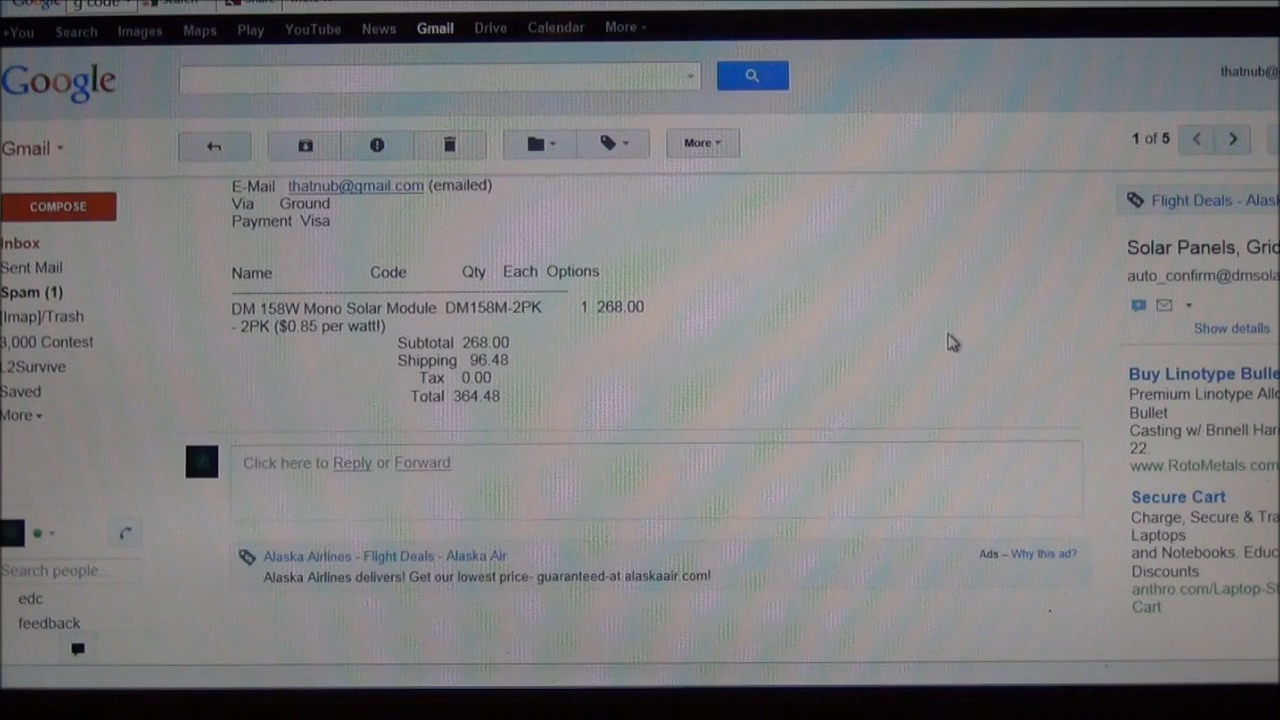 Google g code
+You Search Images Maps Play YouTube News Gmail Drive Calendar More
Google
thatnub@
Gmail
More
1 of 5
E-Mail thatnub@gmail.com (emailed)
Via Ground
Payment Visa
COMPOSE
Inbox
Sent Mail
Spam (1)
[Imap]/Trash
3,000 Contest
L2Survive
Saved
More
Name Code Qty Each Options
DM 158W Mono Solar Module DM158M-2PK 1 268.00
- 2PK ($0.85 per watt!)
Subtotal 268.00
Shipping 96.48
Tax 0.00
Total 364.48
Click here to Reply or Forward
Alaska Airlines - Flight Deals - Alaska Air
Ads – Why this ad?
Alaska Airlines delivers! Get our lowest price- guaranteed-at alaskaair.com!
Search people...
edc
feedback
Flight Deals - Alask
Solar Panels, Grid
auto_confirm@dmsola
Show details
Buy Linotype Bulle
Premium Linotype Allo
Bullet
Casting w/ Brinell Har
22
www.RotoMetals.com
Secure Cart
Charge, Secure & Tra
Laptops
and Notebooks. Educ
Discounts
anthro.com/Laptop-St
Cart